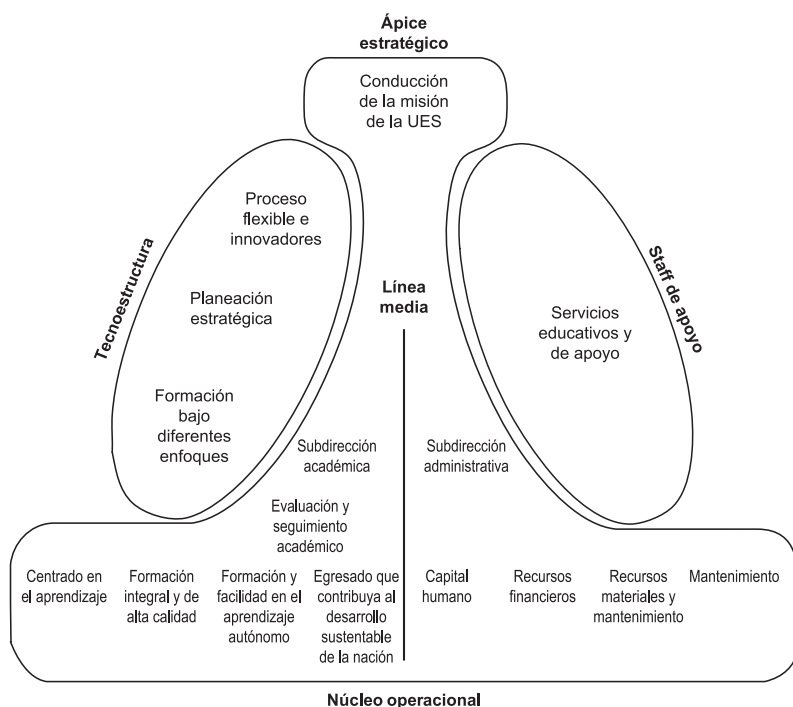 Ápice
estratégico
Conducción
de la misión
de la UES
Tecnoestructura
Proceso
flexible e
innovadores
Planeación
estratégica
Formación
bajo
diferentes
enfoques
Línea
media
Staff de apoyo
Servicios
educativos y
de apoyo
Subdirección
académica
Subdirección
administrativa
Evaluación y
seguimiento
académico
Centrado en
el aprendizaje
Formación
integral y de
alta calidad
Formación y
facilidad en el
aprendizaje
autónomo
Egresado que
contribuya al
desarrollo
sustentable
de la nación
Capital
humano
Recursos
financieros
Recursos
materiales y
mantenimiento
Mantenimiento
Núcleo operacional